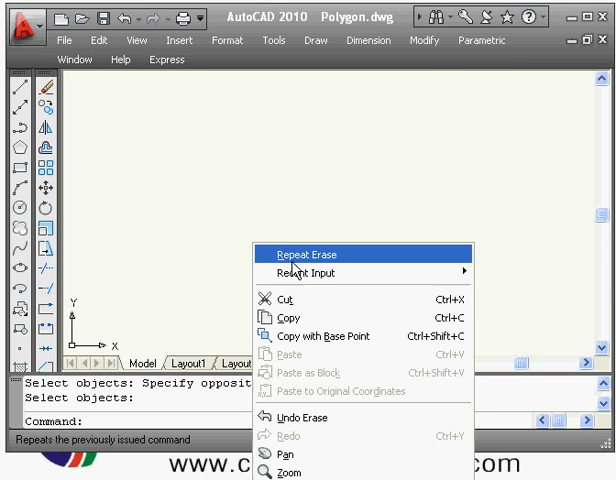 AutoCAD 2010 Polygon.dwg
File Edit View Insert Format Tools Draw Dimension Modify Parametric
Window Help Express
Repeat Erase
Recent Input
Cut Ctrl+X
Copy Ctrl+C
Copy with Base Point Ctrl+Shift+C
Paste Ctrl+V
Paste as Block Ctrl+Shift+V
Paste to Original Coordinates
Undo Erase
Redo Ctrl+Y
Pan
Zoom
Y
X
Model Layout1 Layout
Select objects: Specify opposit
Select objects:
Command:
Repeats the previously issued command
www.c
com